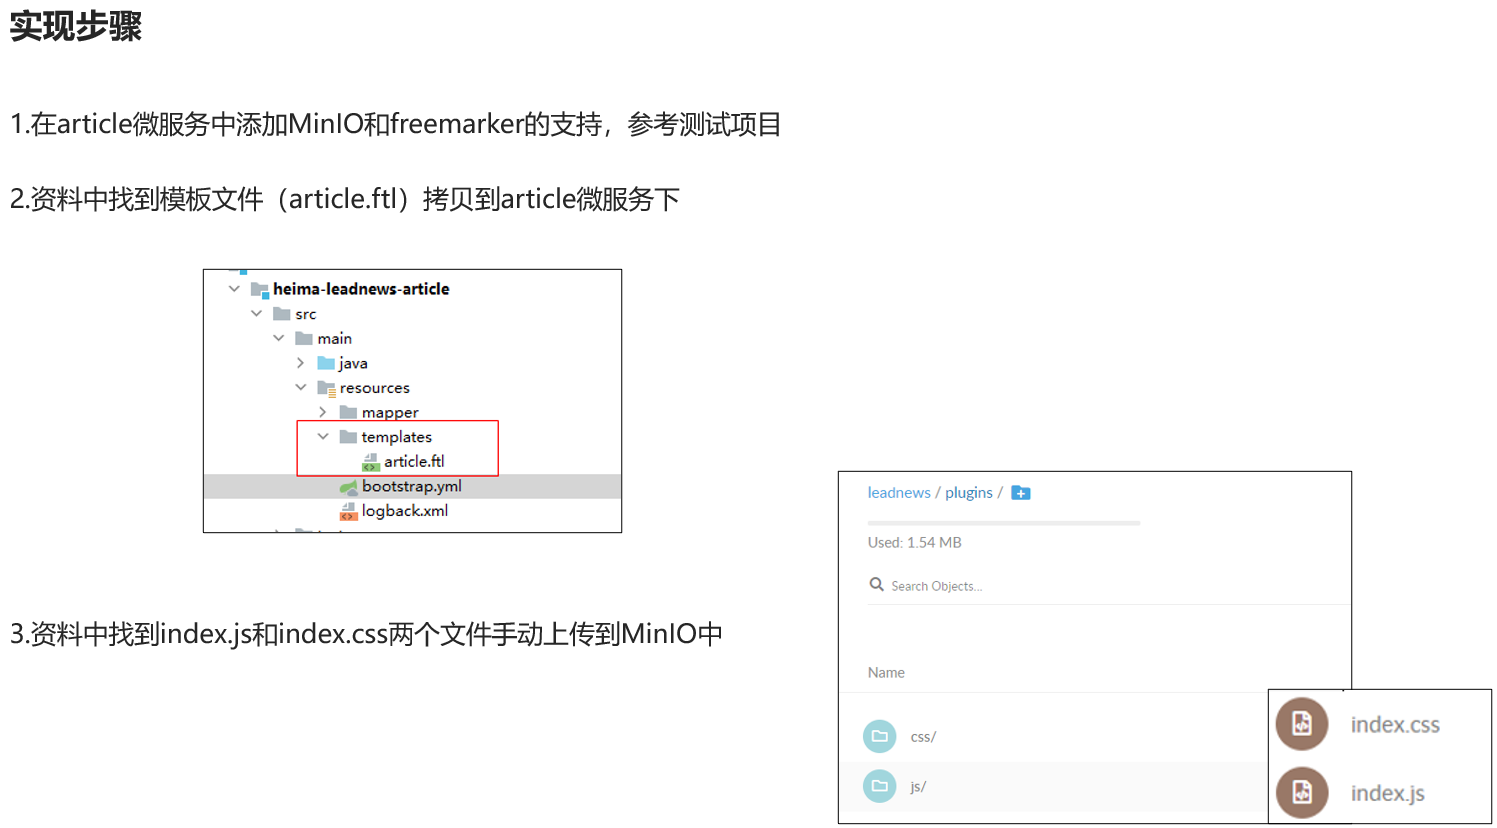 实现步骤
1.在article微服务中添加MinIO和freemarker的支持，参考测试项目
2.资料中找到模板文件（article.ftl）拷贝到article微服务下
heima-leadnews-article
src
main
java
resources
mapper
templates
article.ftl
bootstrap.yml
logback.xml
3.资料中找到index.js和index.css两个文件手动上传到MinIO中
leadnews / plugins /
Used: 1.54 MB
Search Objects...
Name
css/
js/
index.css
index.js